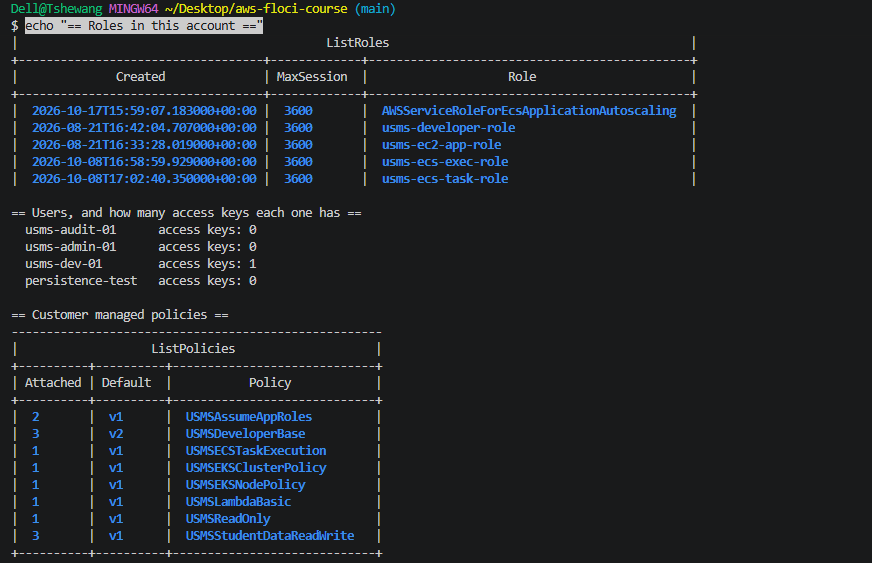 Dell@Tshewang MINGW64 ~/Desktop/aws-floci-course (main)
$ echo "== Roles in this account =="
|                                         ListRoles                                        |
+----------------------------------+--------------+-----------------------------------------+
|             Created              | MaxSession   |                  Role                   |
+----------------------------------+--------------+-----------------------------------------+
|  2026-10-17T15:59:07.183000+00:00 |  3600        |  AWSServiceRoleForEcsApplicationAutoscaling  |
|  2026-08-21T16:42:04.707000+00:00 |  3600        |  usms-developer-role                    |
|  2026-08-21T16:33:28.019000+00:00 |  3600        |  usms-ec2-app-role                      |
|  2026-10-08T16:58:59.929000+00:00 |  3600        |  usms-ecs-exec-role                     |
|  2026-10-08T17:02:40.350000+00:00 |  3600        |  usms-ecs-task-role                     |
+----------------------------------+--------------+-----------------------------------------+
== Users, and how many access keys each one has ==
  usms-audit-01      access keys: 0
  usms-admin-01      access keys: 0
  usms-dev-01        access keys: 1
  persistence-test   access keys: 0
== Customer managed policies ==
-------------------------------------------------
|                  ListPolicies                  |
+----------+----------+---------------------------+
| Attached | Default  |          Policy           |
+----------+----------+---------------------------+
|  2       |  v1      |  USMSAssumeAppRoles       |
|  3       |  v2      |  USMSDeveloperBase        |
|  1       |  v1      |  USMSECSTaskExecution     |
|  1       |  v1      |  USMSEKSClusterPolicy     |
|  1       |  v1      |  USMSEKSNodePolicy        |
|  1       |  v1      |  USMSLambdaBasic          |
|  1       |  v1      |  USMSReadOnly             |
|  3       |  v1      |  USMSStudentDataReadWrite |
+----------+----------+---------------------------+